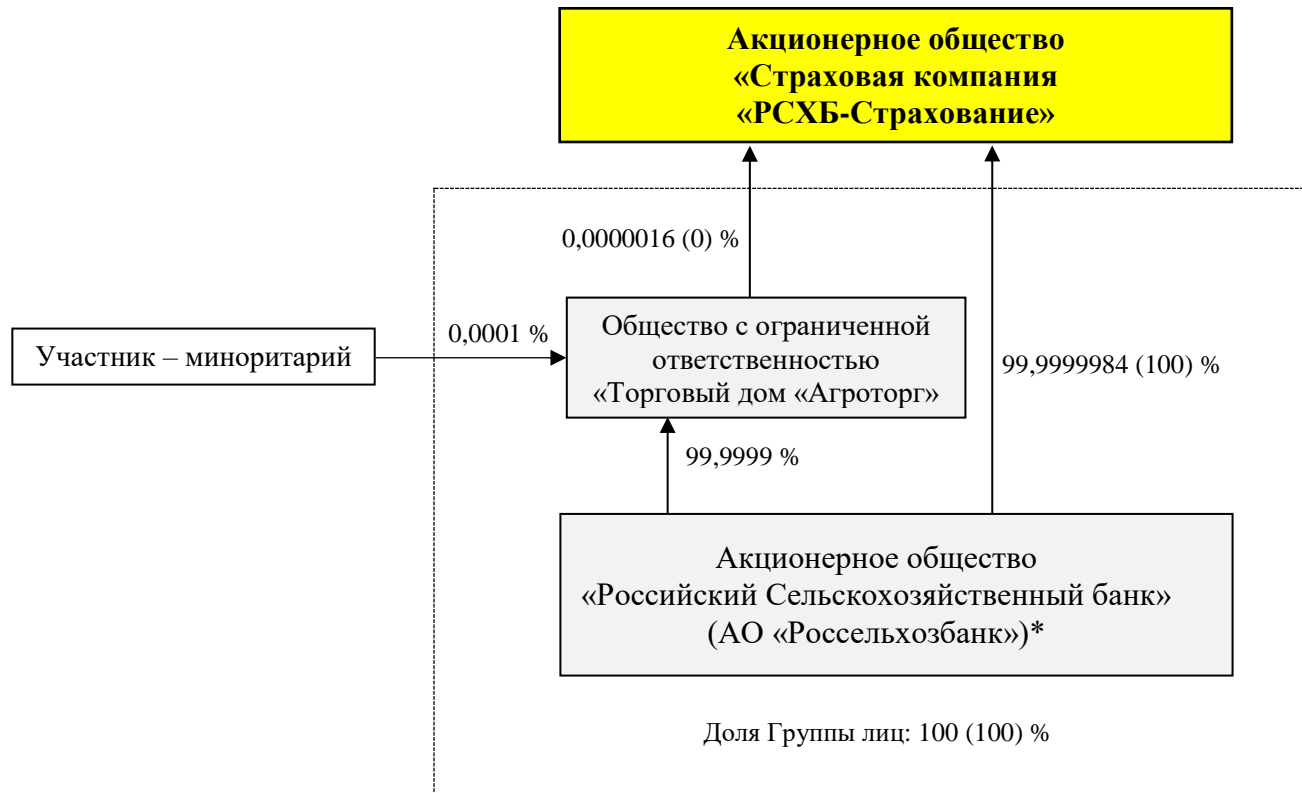 Акционерное общество
«Страховая компания
«РСХБ-Страхование»
0,0000016 (0) %
0,0001 %
Участник – миноритарий
Общество с ограниченной
ответственностью
«Торговый дом «Агроторг»
99,9999984 (100) %
99,9999 %
Акционерное общество
«Российский Сельскохозяйственный банк»
(АО «Россельхозбанк»)*
Доля Группы лиц: 100 (100) %